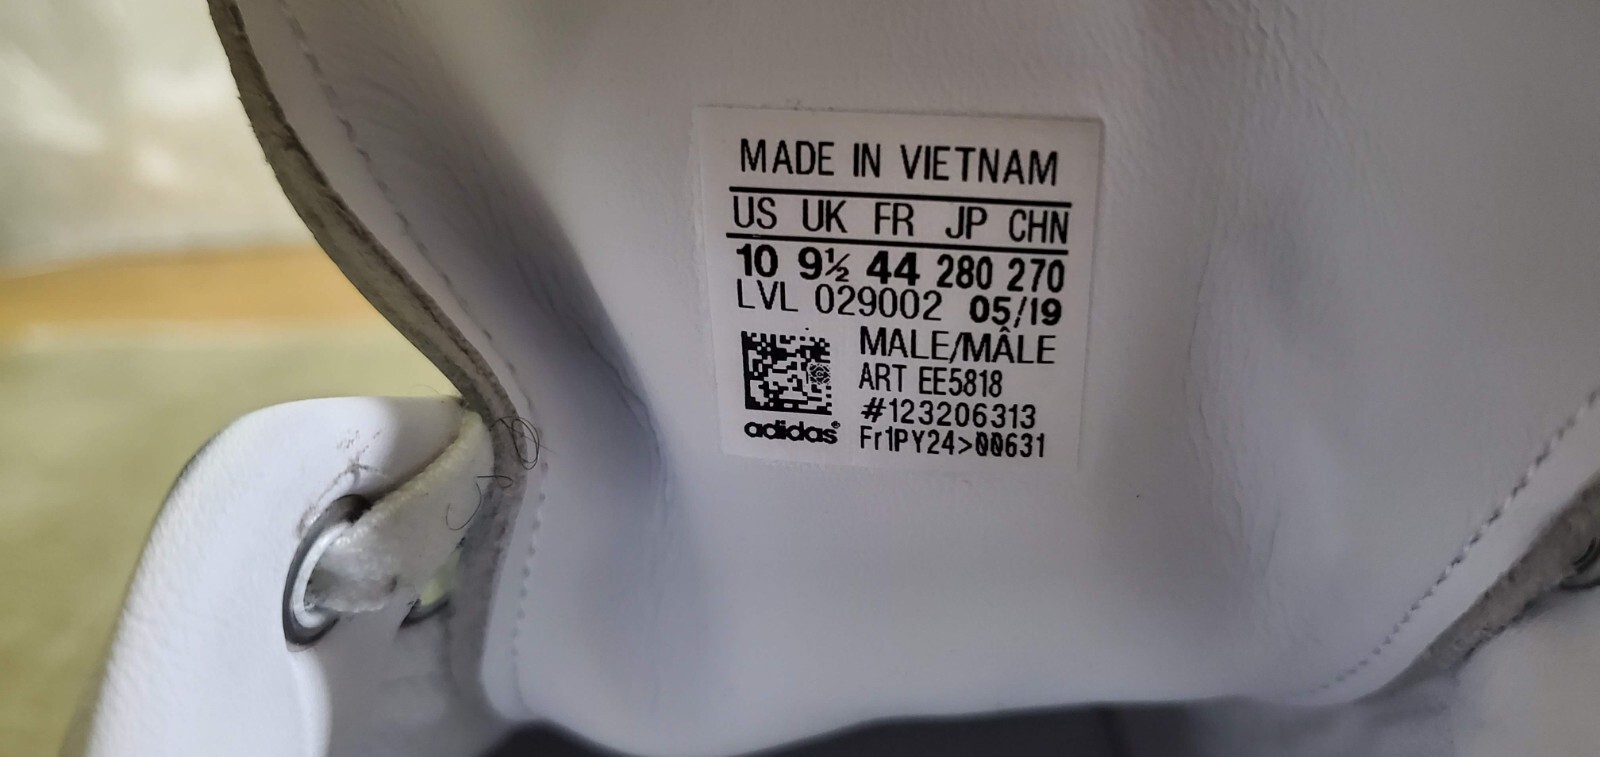 MADE IN VIETNAM
US UK FR JP CHN
10 9½ 44 280 270
LVL 029002 05/19
MALE/MÂLE
ART EE5818
#123206313
Fr1PY24>00631
adidas®